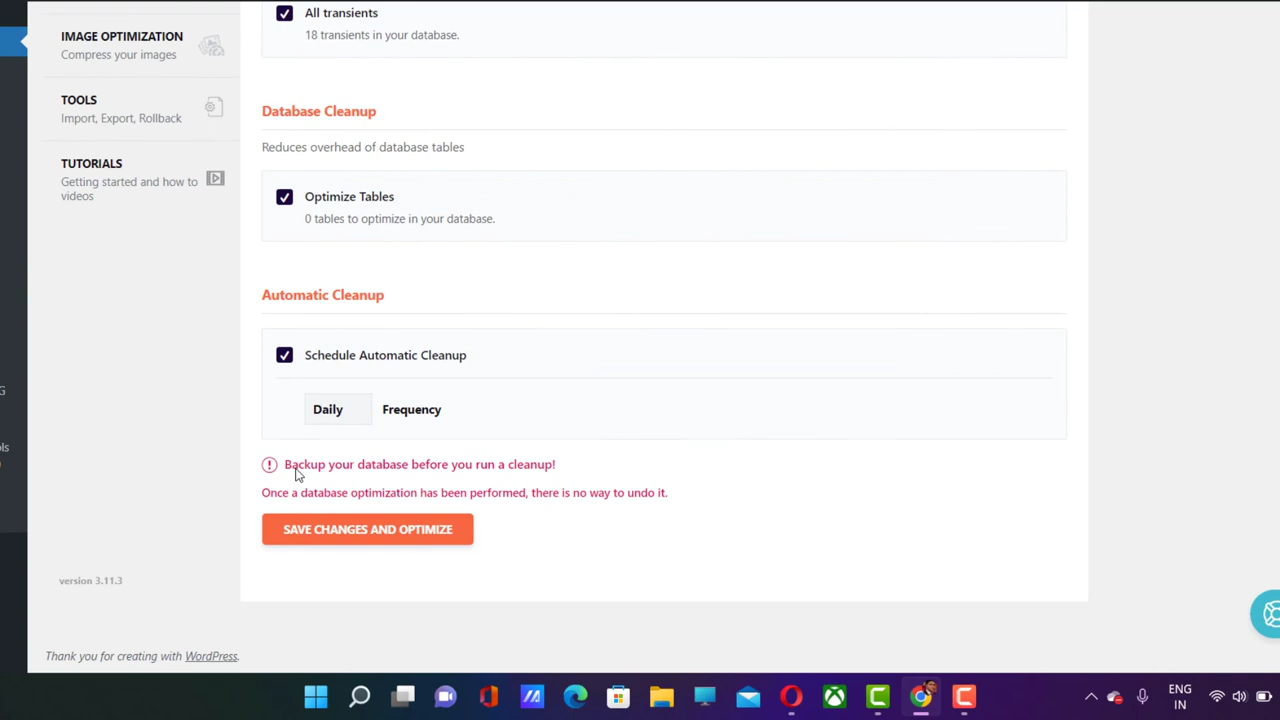 IMAGE OPTIMIZATION
Compress your images
TOOLS
Import, Export, Rollback
TUTORIALS
Getting started and how to
videos
G
ols
version 3.11.3
All transients
18 transients in your database.
Database Cleanup
Reduces overhead of database tables
Optimize Tables
0 tables to optimize in your database.
Automatic Cleanup
Schedule Automatic Cleanup
Daily Frequency
Backup your database before you run a cleanup!
Once a database optimization has been performed, there is no way to undo it.
SAVE CHANGES AND OPTIMIZE
Thank you for creating with WordPress.
ENG
IN